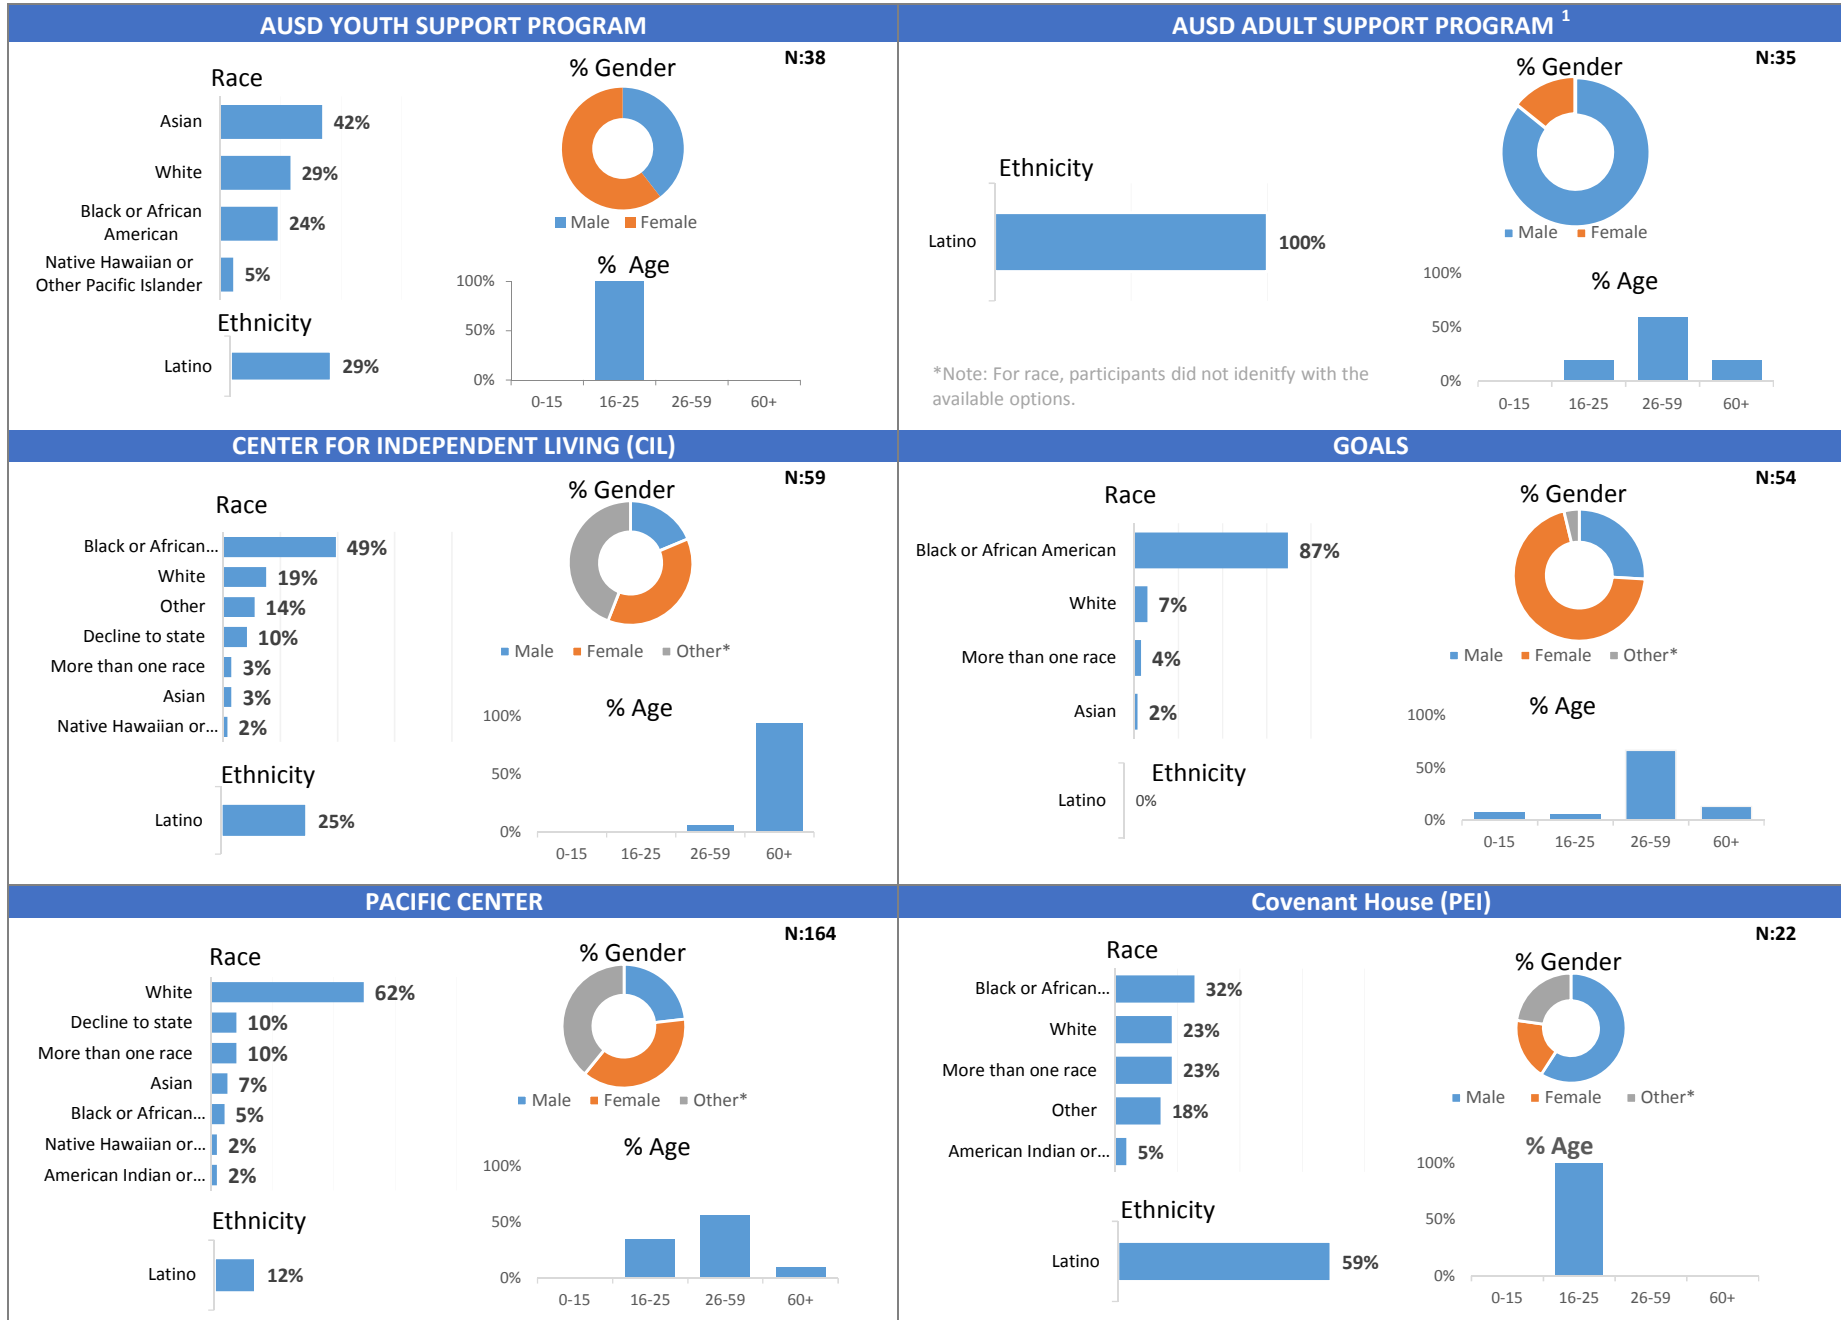 AUSD YOUTH SUPPORT PROGRAM
N:38
Race
Asian
42%
White
29%
Black or African
American
24%
Native Hawaiian or
Other Pacific Islander
5%
Ethnicity
Latino
29%
% Gender
Male
Female
% Age
100%
50%
0%
0-15
16-25
26-59
60+
AUSD ADULT SUPPORT PROGRAM 1
N:35
Ethnicity
Latino
100%
*Note: For race, participants did not idenitfy with the
available options.
% Gender
Male
Female
% Age
100%
50%
0%
0-15
16-25
26-59
60+
CENTER FOR INDEPENDENT LIVING (CIL)
N:59
Race
Black or African...
49%
White
19%
Other
14%
Decline to state
10%
More than one race
3%
Asian
3%
Native Hawaiian or...
2%
Ethnicity
Latino
25%
% Gender
Male
Female
Other*
% Age
100%
50%
0%
0-15
16-25
26-59
60+
GOALS
N:54
Race
Black or African American
87%
White
7%
More than one race
4%
Asian
2%
Ethnicity
Latino
0%
% Gender
Male
Female
Other*
% Age
100%
50%
0%
0-15
16-25
26-59
60+
PACIFIC CENTER
N:164
Race
White
62%
Decline to state
10%
More than one race
10%
Asian
7%
Black or African...
5%
Native Hawaiian or...
2%
American Indian or...
2%
Ethnicity
Latino
12%
% Gender
Male
Female
Other*
% Age
100%
50%
0%
0-15
16-25
26-59
60+
Covenant House (PEI)
N:22
Race
Black or African...
32%
White
23%
More than one race
23%
Other
18%
American Indian or...
5%
Ethnicity
Latino
59%
% Gender
Male
Female
Other*
% Age
100%
50%
0%
0-15
16-25
26-59
60+